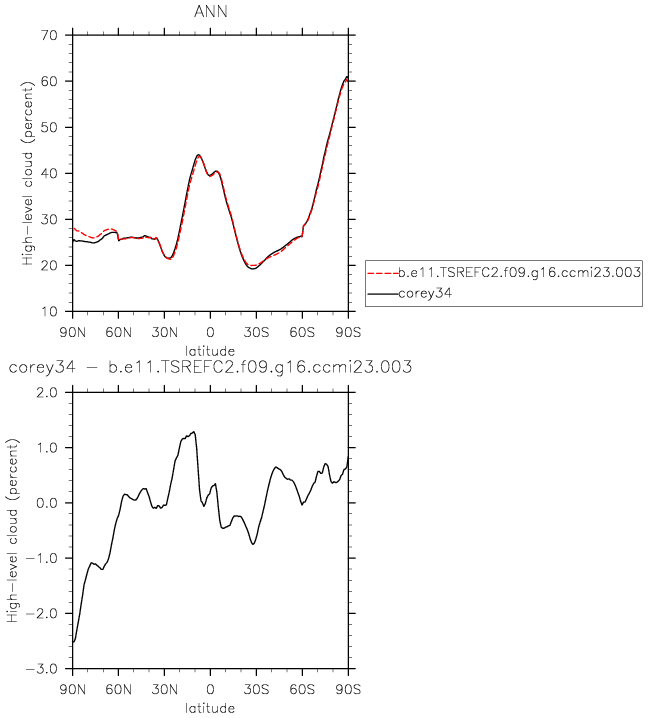 ANN
70
60
50
40
30
20
10
High-level cloud (percent)
90N 60N 30N 0 30S 60S 90S
latitude
b.e11.TSREFC2.f09.g16.ccmi23.003
corey34
corey34 - b.e11.TSREFC2.f09.g16.ccmi23.003
2.0
1.0
0.0
-1.0
-2.0
-3.0
High-level cloud (percent)
90N 60N 30N 0 30S 60S 90S
latitude